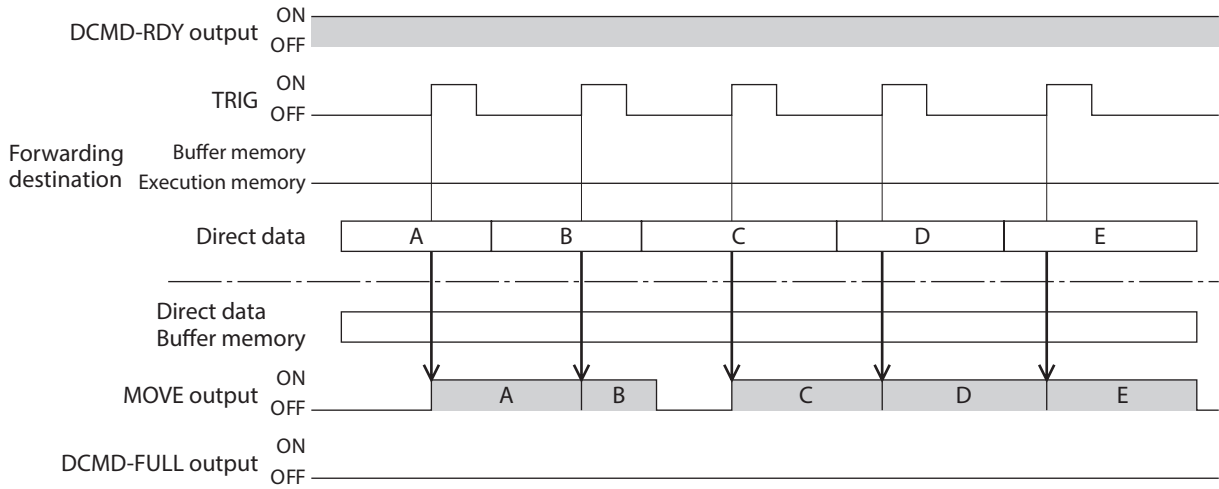 DCMD-RDY output
ON
OFF
TRIG
ON
OFF
Forwarding
destination
Buffer memory
Execution memory
Direct data
A
B
C
D
E
Direct data
Buffer memory
MOVE output
ON
OFF
A
B
C
D
E
DCMD-FULL output
ON
OFF